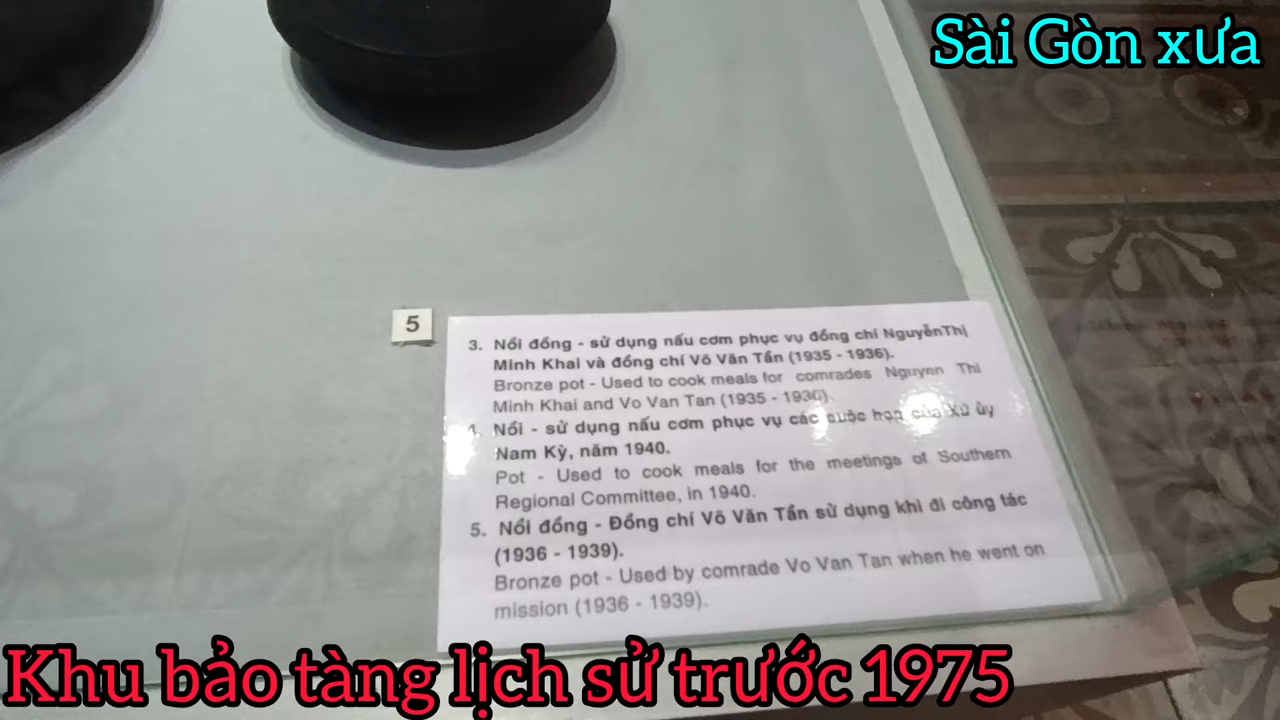 Sài Gòn xưa
5
3. Nồi đồng - sử dụng nấu cơm phục vụ đồng chí NguyễnThị
Minh Khai và đồng chí Võ Văn Tần (1935 - 1936).
Bronze pot - Used to cook meals for comrades Nguyen Thi
Minh Khai and Vo Van Tan (1935 - 1936).
4. Nồi - sử dụng nấu cơm phục vụ các cuộc họp của Xứ ủy
Nam Kỳ, năm 1940.
Pot - Used to cook meals for the meetings of Southern
Regional Committee, in 1940.
5. Nồi đồng - Đồng chí Võ Văn Tần sử dụng khi đi công tác
(1936 - 1939).
Bronze pot - Used by comrade Vo Van Tan when he went on
mission (1936 - 1939).
Khu bảo tàng lịch sử trước 1975